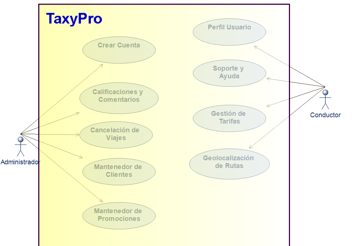 TaxyPro
Crear Cuenta
Calificaciones y
Comentarios
Cencelación de
Viajes
Mantenedor de
Clientes
Mantenedor de
Promociones
Perfil Usuario
Soporte y
Ayuda
Gestión de
Tarifas
Geolocalización
de Rutas
Administrador
Conductor